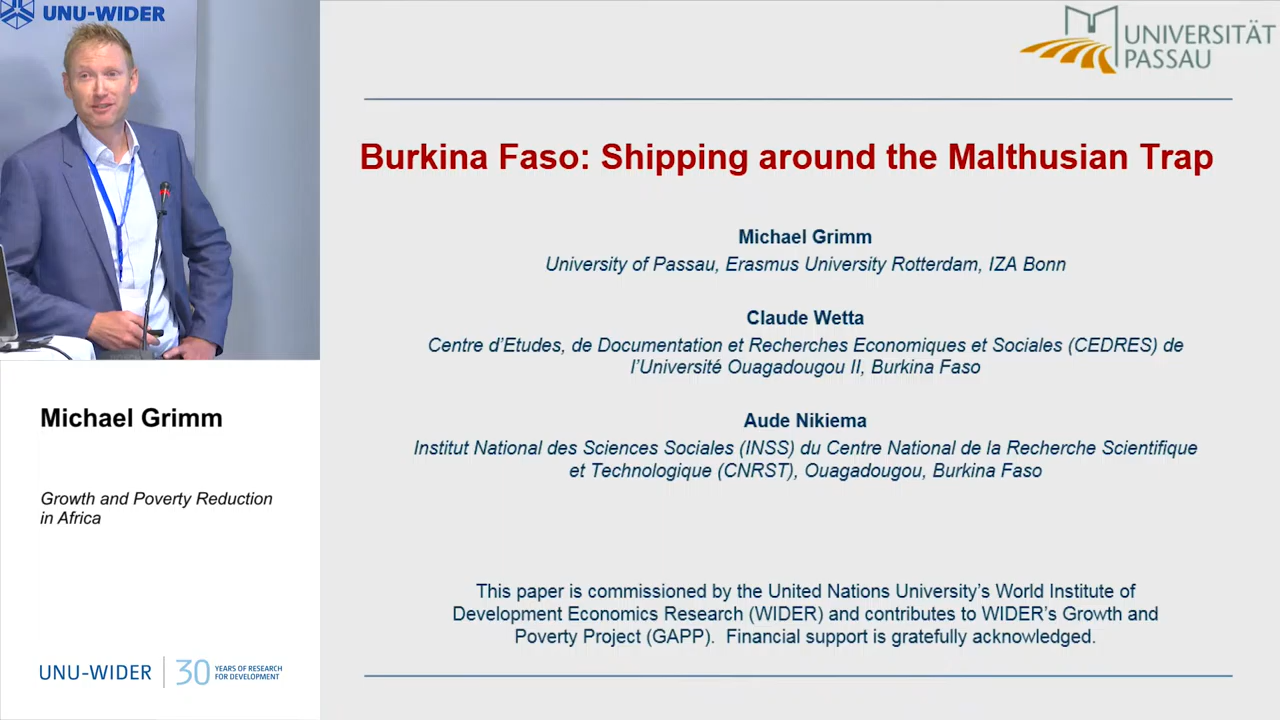 UNU-WIDER
UNIVERSITÄT
PASSAU
Burkina Faso: Shipping around the Malthusian Trap
Michael Grimm
University of Passau, Erasmus University Rotterdam, IZA Bonn
Claude Wetta
Centre d'Etudes, de Documentation et Recherches Economiques et Sociales (CEDRES) de
l'Université Ouagadougou II, Burkina Faso
Aude Nikiema
Institut National des Sciences Sociales (INSS) du Centre National de la Recherche Scientifique
et Technologique (CNRST), Ouagadougou, Burkina Faso
This paper is commissioned by the United Nations University's World Institute of
Development Economics Research (WIDER) and contributes to WIDER's Growth and
Poverty Project (GAPP). Financial support is gratefully acknowledged.
Michael Grimm
Growth and Poverty Reduction
in Africa
UNU-WIDER
30 YEARS OF RESEARCH
FOR DEVELOPMENT